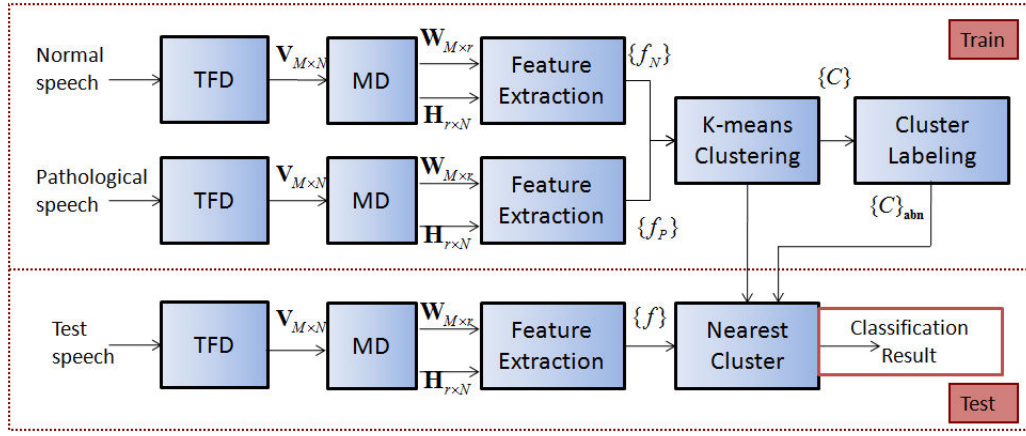 Train
Normal
speech
TFD
V_{M×N}
MD
W_{M×r}
H_{r×N}
Feature
Extraction
{f_N}
K-means
Clustering
{C}
Cluster
Labeling
Pathological
speech
TFD
V_{M×N}
MD
W_{M×r}
H_{r×N}
Feature
Extraction
{f_P}
{C}_{abn}
Test
speech
TFD
V_{M×N}
MD
W_{M×r}
H_{r×N}
Feature
Extraction
{f}
Nearest
Cluster
Classification
Result
Test